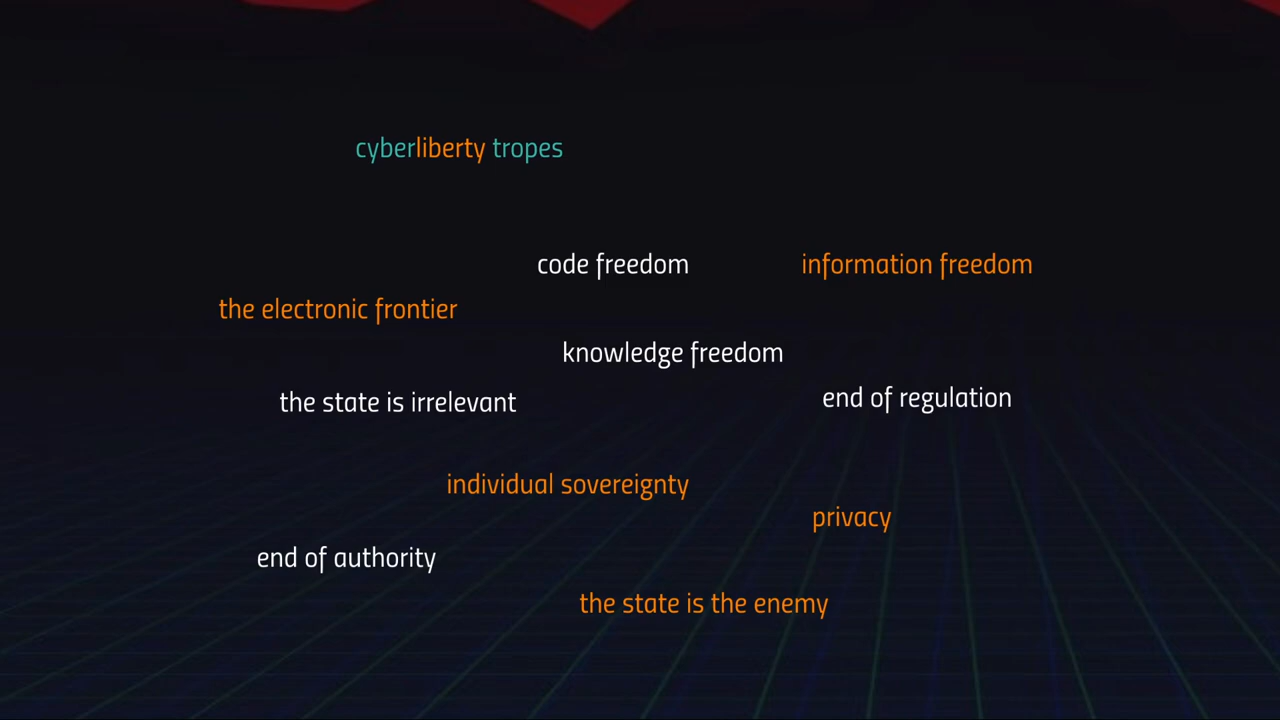 cyberliberty tropes
code freedom
information freedom
the electronic frontier
knowledge freedom
the state is irrelevant
end of regulation
individual sovereignty
privacy
end of authority
the state is the enemy